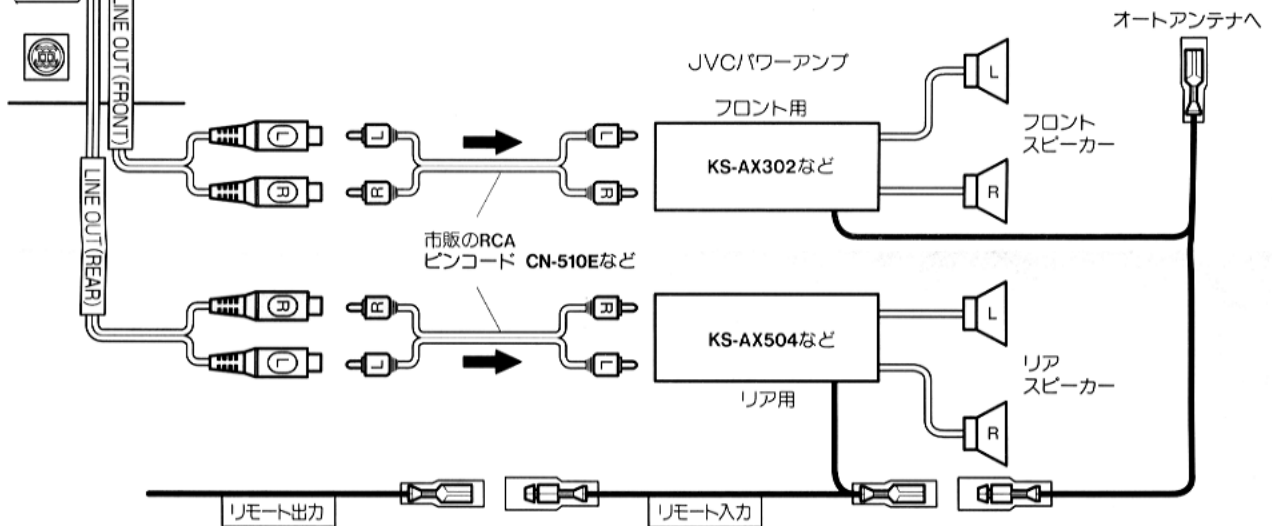 オートアンテナへ
LINE OUT(FRONT)
JVCパワーアンプ
フロント用
L
L
L
L
KS-AX302など
フロント
スピーカー
R
R
R
R
LINE OUT(REAR)
市販のRCA
ピンコード CN-510Eなど
R
R
R
L
KS-AX504など
リア
スピーカー
L
L
L
R
リア用
リモート出力
リモート入力